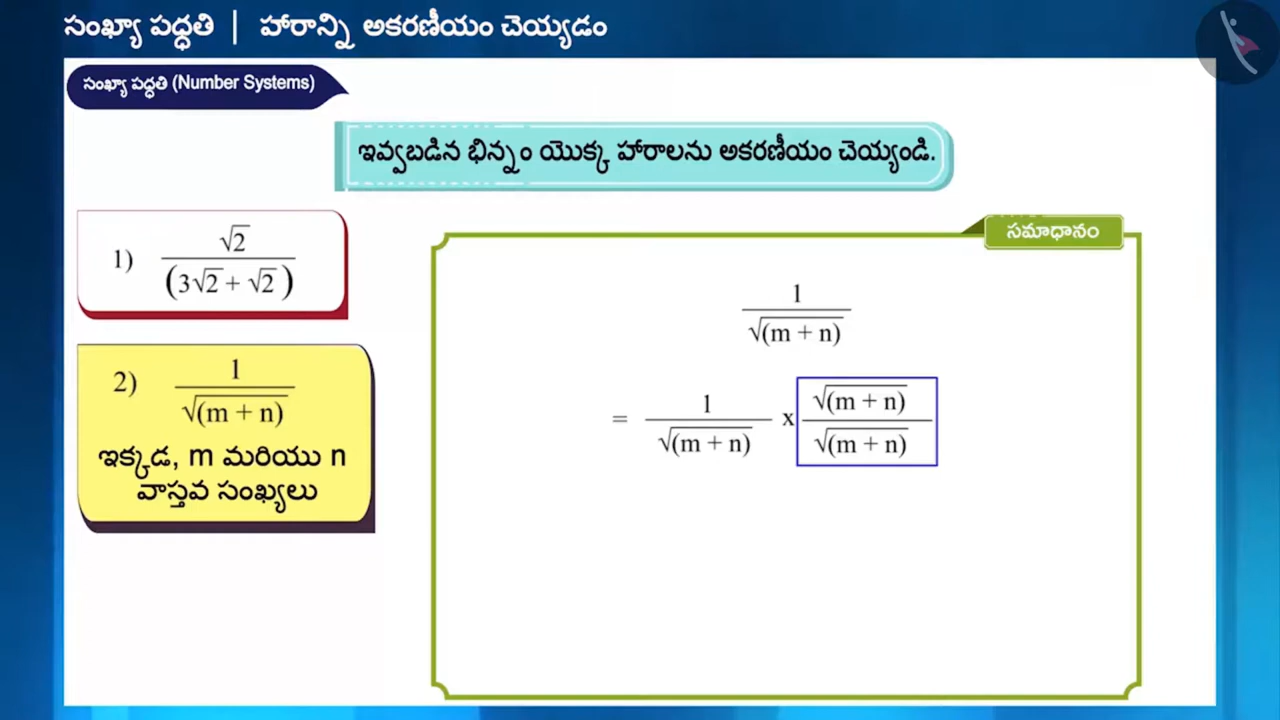 సంఖ్యా పద్ధతి | హారాన్ని అకరణీయం చెయ్యడం
సంఖ్యా పద్ధతి (Number Systems)
ఇవ్వబడిన భిన్నం యొక్క హారాలను అకరణీయం చెయ్యండి.
1) √2 / (3√2 + √2)
2) 1 / √(m + n)
ఇక్కడ, m మరియు n
వాస్తవ సంఖ్యలు
సమాధానం
1 / √(m + n)
= 1 / √(m + n) x √(m + n) / √(m + n)